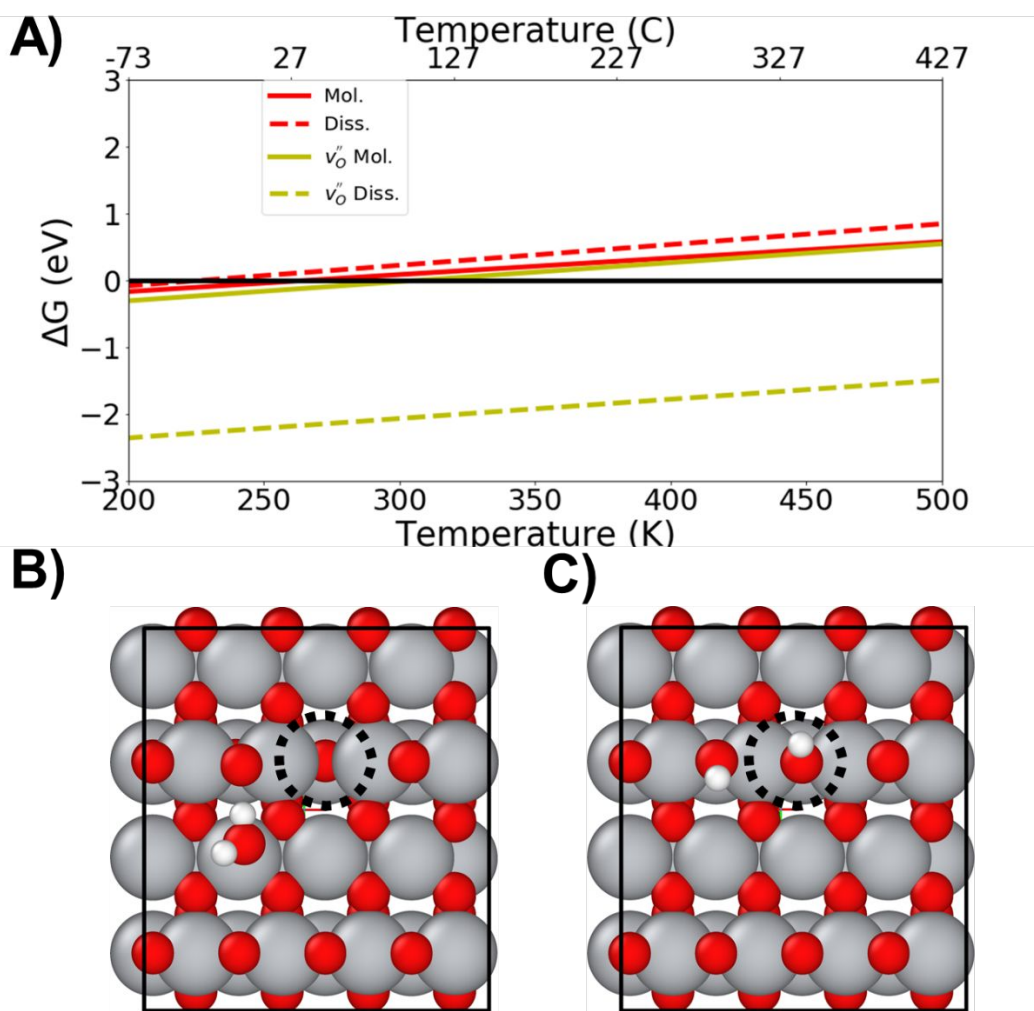 A)
Temperature (C)
-73 27 127 227 327 427
3
2
1
0
−1
−2
−3
ΔG (eV)
Mol.
Diss.
v″O Mol.
v″O Diss.
200 250 300 350 400 450 500
Temperature (K)
B) C)